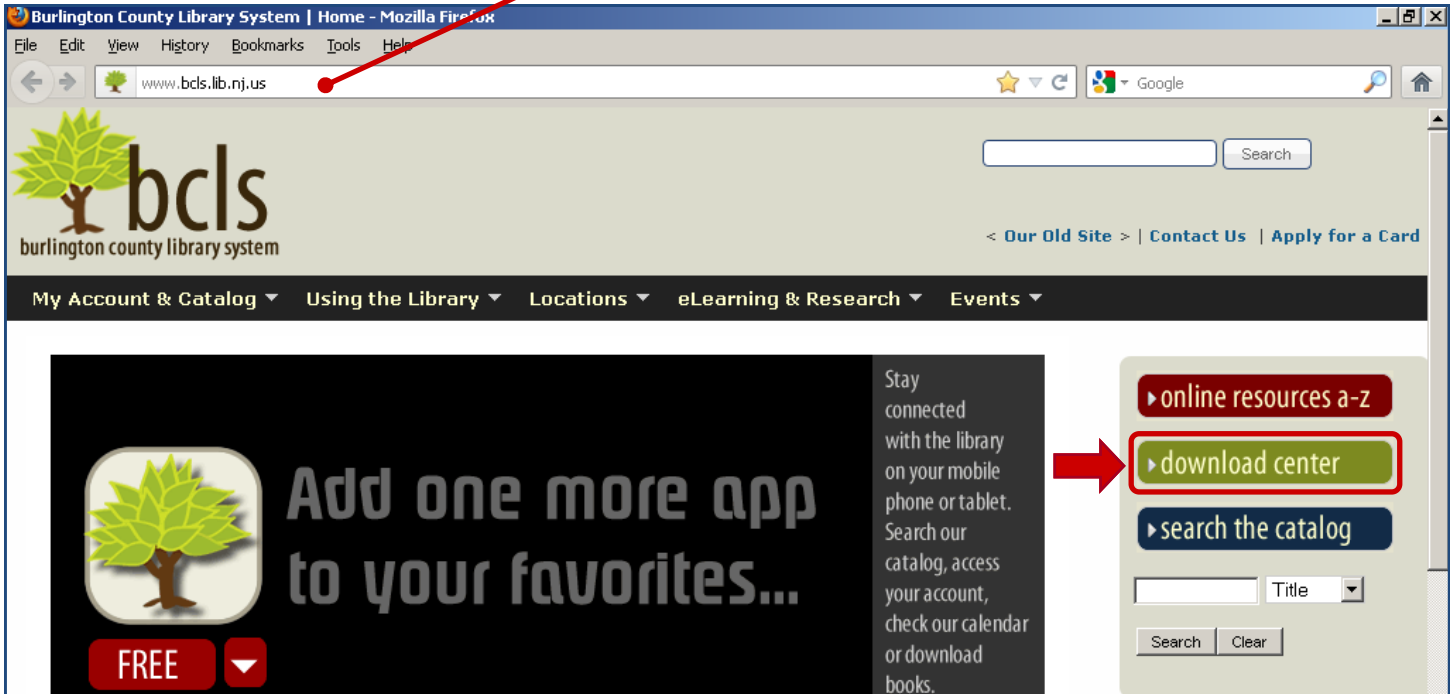 Burlington County Library System | Home - Mozilla Firefox
File Edit View History Bookmarks Tools Help
www.bcls.lib.nj.us
Google
bcls
burlington county library system
Search
< Our Old Site > | Contact Us | Apply for a Card
My Account & Catalog Using the Library Locations eLearning & Research Events
Add one more app
to your favorites...
FREE
Stay
connected
with the library
on your mobile
phone or tablet.
Search our
catalog, access
your account,
check our calendar
or download
books.
online resources a-z
download center
search the catalog
Title
Search Clear